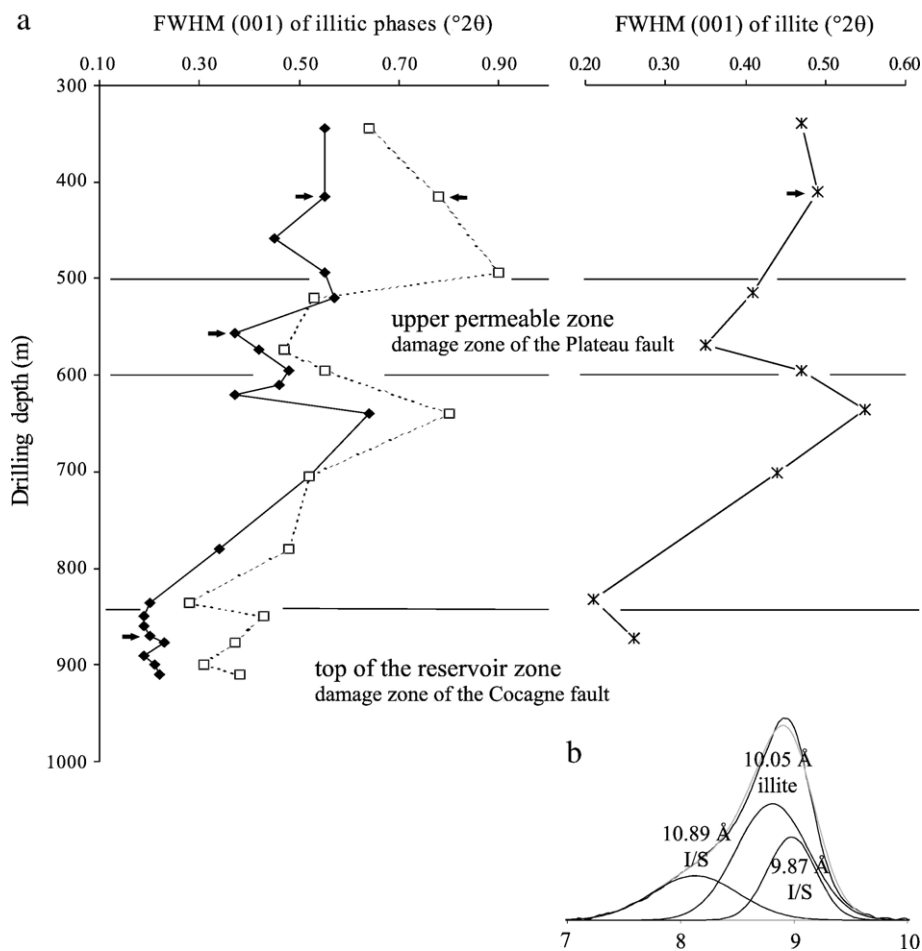 a
FWHM (001) of illitic phases (°2θ)
FWHM (001) of illite (°2θ)
0.10 0.30 0.50 0.70 0.90
0.20 0.30 0.40 0.50 0.60
Drilling depth (m)
300
400
500
600
700
800
900
1000
upper permeable zone
damage zone of the Plateau fault
top of the reservoir zone
damage zone of the Cocagne fault
b
10.05 Å
illite
10.89 Å
I/S
9.87 Å
I/S
7 8 9 10